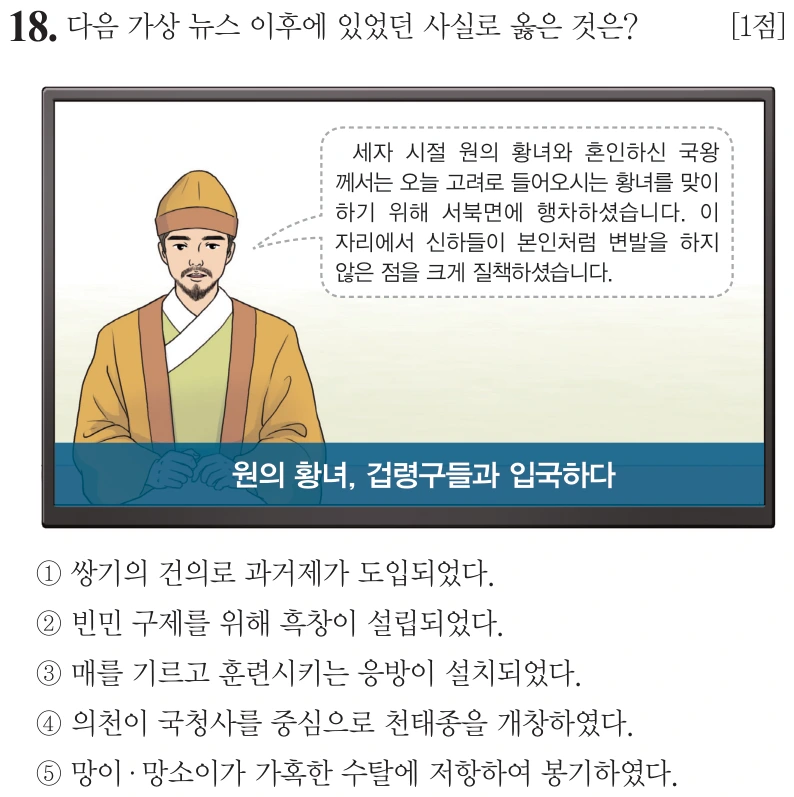 18. 다음 가상 뉴스 이후에 있었던 사실로 옳은 것은? [1점]
세자 시절 원의 황녀와 혼인하신 국왕
께서는 오늘 고려로 들어오시는 황녀를 맞이
하기 위해 서북면에 행차하셨습니다. 이
자리에서 신하들이 본인처럼 변발을 하지
않은 점을 크게 질책하셨습니다.
원의 황녀, 겁령구들과 입국하다
① 쌍기의 건의로 과거제가 도입되었다.
② 빈민 구제를 위해 흑창이 설립되었다.
③ 매를 기르고 훈련시키는 응방이 설치되었다.
④ 의천이 국청사를 중심으로 천태종을 개창하였다.
⑤ 망이·망소이가 가혹한 수탈에 저항하여 봉기하였다.